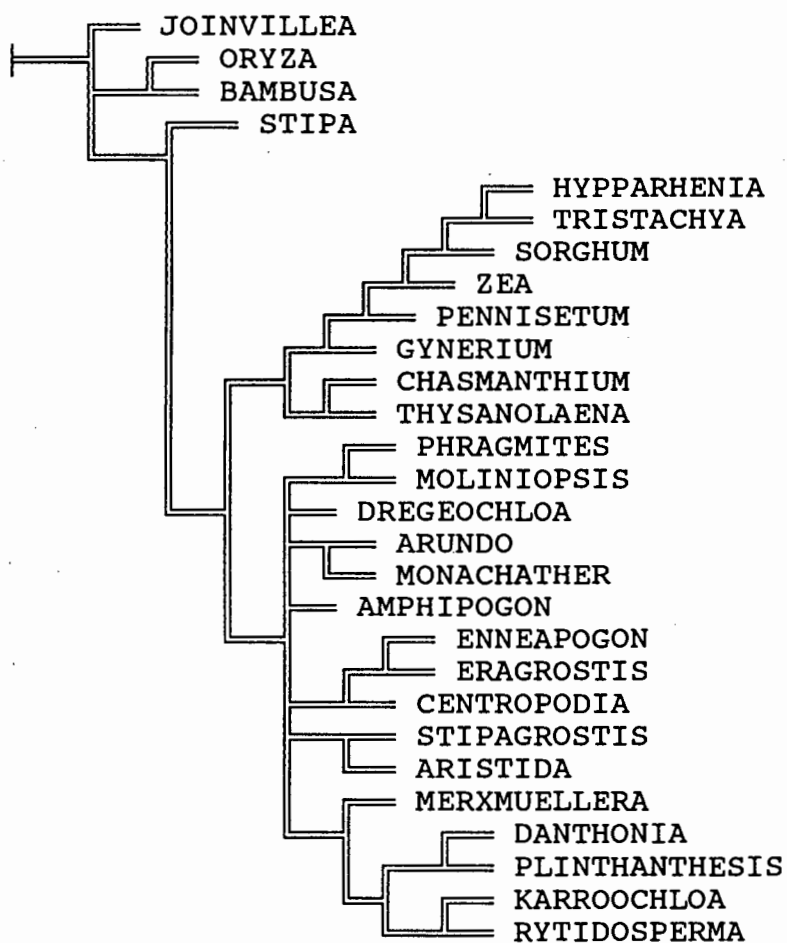 JOINVILLEA
ORYZA
BAMBUSA
STIPA
HYPPARHENIA
TRISTACHYA
SORGHUM
ZEA
PENNISETUM
GYNERIUM
CHASMANTHIUM
THYSANOLAENA
PHRAGMITES
MOLINIOPSIS
DREGEOCHLOA
ARUNDO
MONACHATHER
AMPHIPOGON
ENNEAPOGON
ERAGROSTIS
CENTROPODIA
STIPAGROSTIS
ARISTIDA
MERXMUELLERA
DANTHONIA
PLINTHANTHESIS
KARROOCHLOA
RYTIDOSPERMA